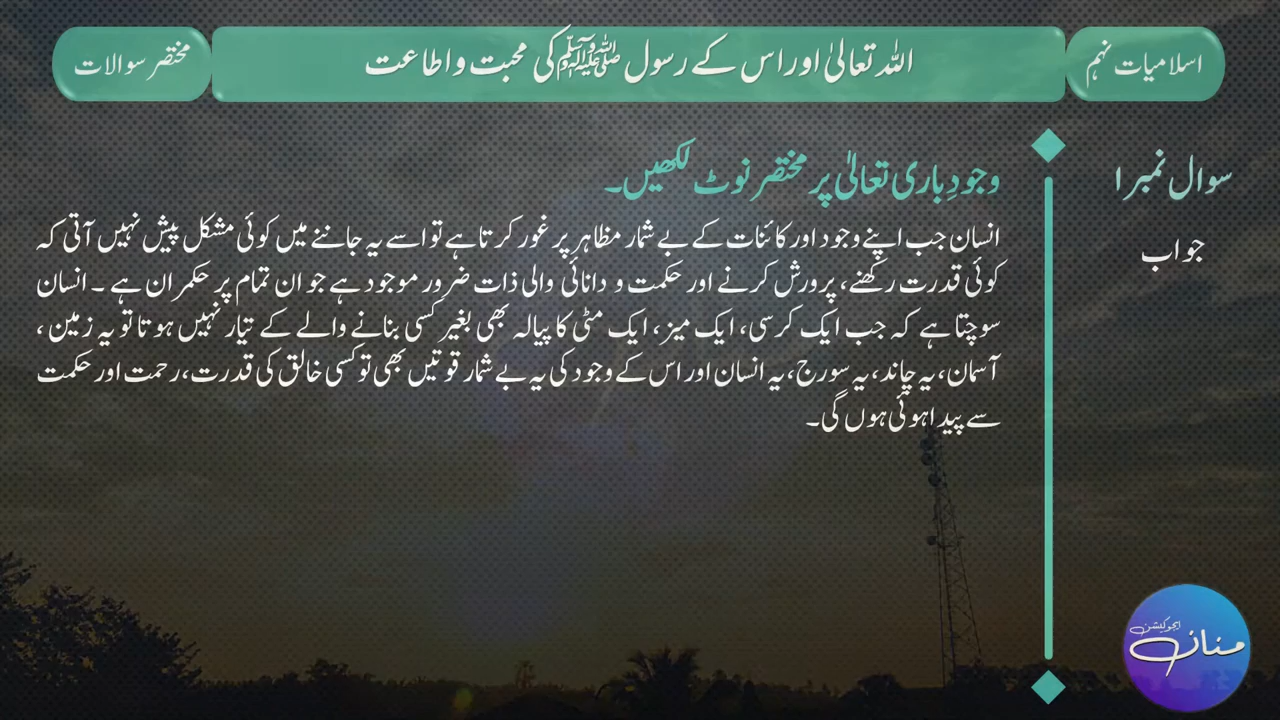 اسلامیات نہم
اللہ تعالیٰ اور اس کے رسول ﷺ کی محبت و اطاعت
مختصر سوالات
سوال نمبر ۱
وجودِ باری تعالیٰ پر مختصر نوٹ لکھیں۔
جواب
انسان جب اپنے وجود اور کائنات کے بے شمار مظاہر پر غور کرتا ہے تو اسے یہ جاننے میں کوئی مشکل پیش نہیں آتی کہ
کوئی قدرت رکھنے، پرورش کرنے اور حکمت و دانائی والی ذات ضرور موجود ہے جو ان تمام پر حکمران ہے ۔ انسان
سوچتا ہے کہ جب ایک کرسی، ایک میز، ایک مٹی کا پیالہ بھی بغیر کسی بنانے والے کے تیار نہیں ہوتا تو یہ زمین،
آسمان، یہ چاند، یہ سورج، یہ انسان اور اس کے وجود کی یہ بے شمار قوتیں بھی تو کسی خالق کی قدرت، رحمت اور حکمت
سے پیدا ہوئی ہوں گی۔
ایجوکیشن
منان